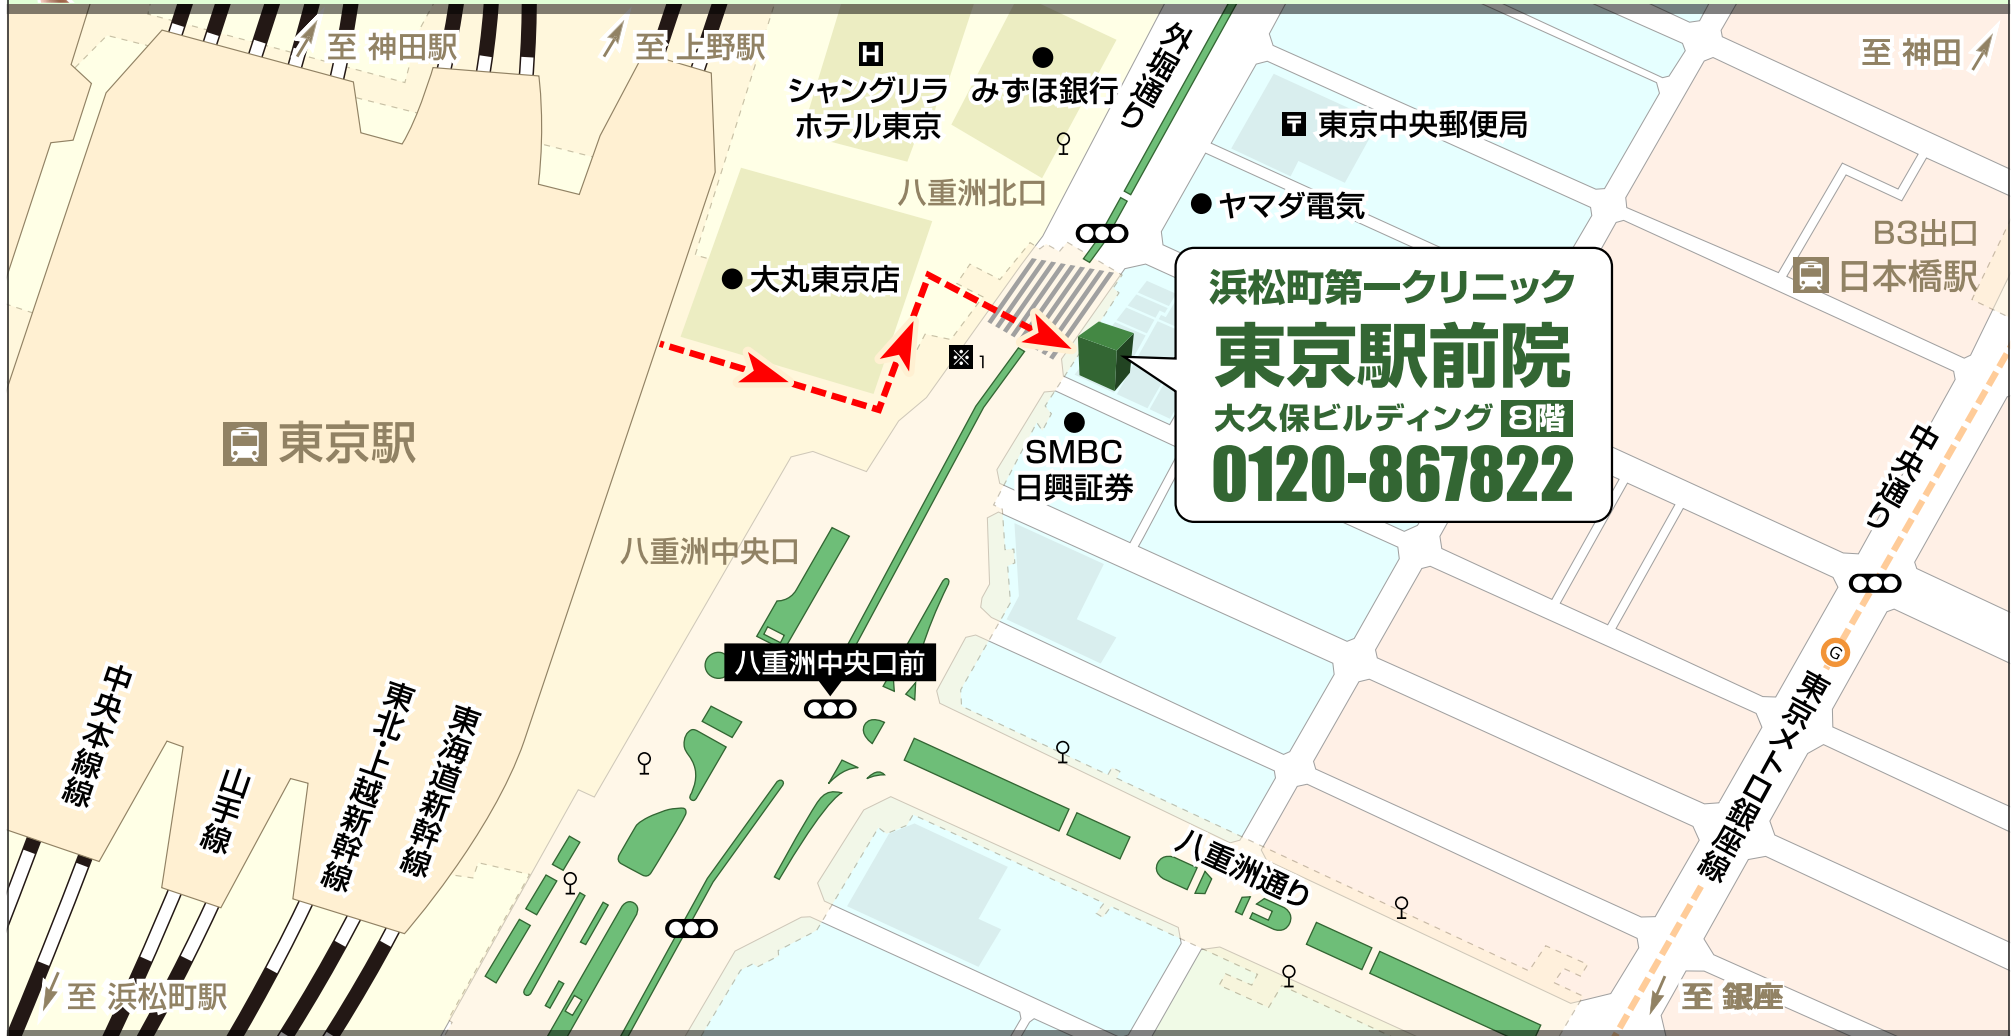 至 神田駅
至 上野駅
H
シャングリラ
ホテル東京
みずほ銀行
外堀通り
至 神田
〒 東京中央郵便局
八重洲北口
ヤマダ電気
B3出口
日本橋駅
大丸東京店
浜松町第一クリニック
東京駅前院
大久保ビルディング 8階
0120-867822
※1
東京駅
SMBC
日興証券
中央通り
八重洲中央口
八重洲中央口前
G
東京メトロ銀座線
中央本線線
山手線
東北・上越新幹線
東海道新幹線
八重洲通り
至 浜松町駅
至 銀座